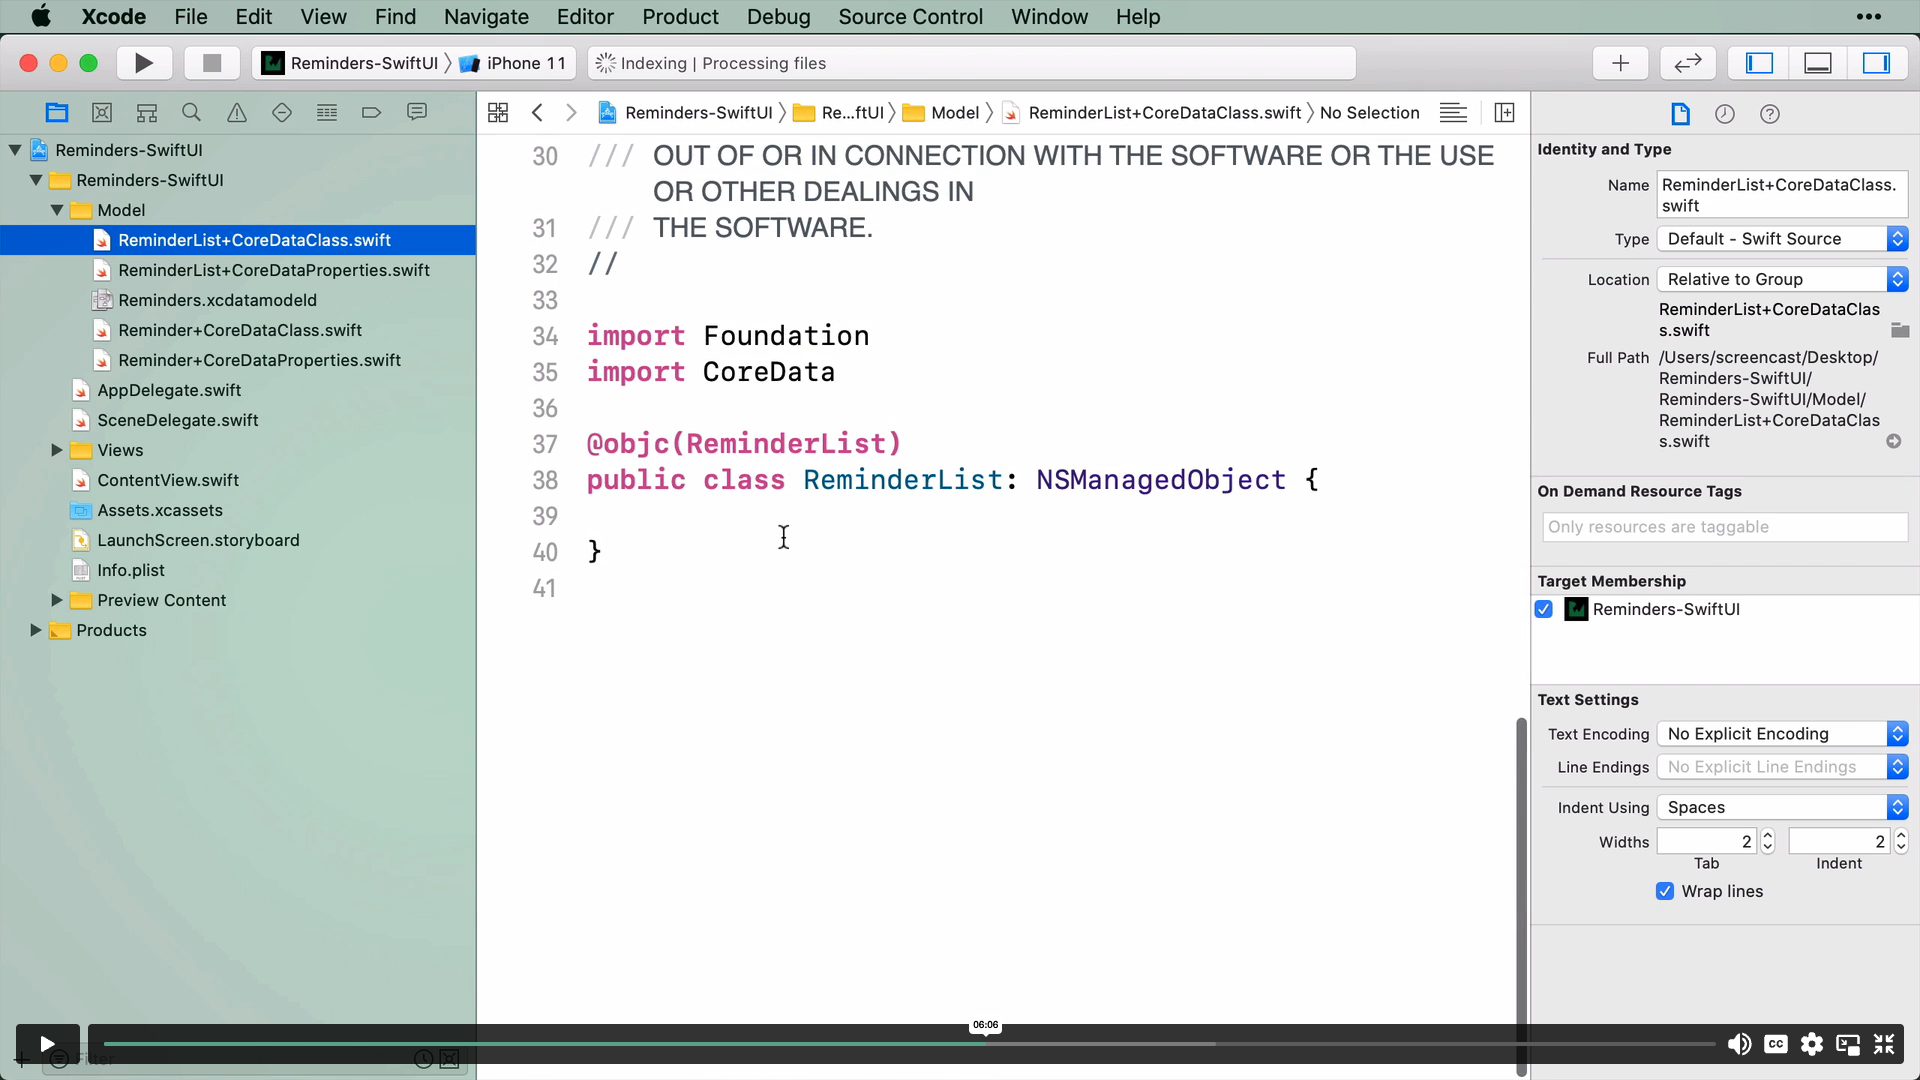 Xcode File Edit View Find Navigate Editor Product Debug Source Control Window Help
Reminders-SwiftUI iPhone 11 Indexing | Processing files
Reminders-SwiftUI Re...ftUI Model ReminderList+CoreDataClass.swift No Selection
Reminders-SwiftUI
Reminders-SwiftUI
Model
ReminderList+CoreDataClass.swift
ReminderList+CoreDataProperties.swift
Reminders.xcdatamodeld
Reminder+CoreDataClass.swift
Reminder+CoreDataProperties.swift
AppDelegate.swift
SceneDelegate.swift
Views
ContentView.swift
Assets.xcassets
LaunchScreen.storyboard
Info.plist
Preview Content
Products
Filter
30 /// OUT OF OR IN CONNECTION WITH THE SOFTWARE OR THE USE
OR OTHER DEALINGS IN
31 /// THE SOFTWARE.
32 //
33
34 import Foundation
35 import CoreData
36
37 @objc(ReminderList)
38 public class ReminderList: NSManagedObject {
39
40 }
41
Identity and Type
Name ReminderList+CoreDataClass.
swift
Type Default - Swift Source
Location Relative to Group
ReminderList+CoreDataClas
s.swift
Full Path /Users/screencast/Desktop/
Reminders-SwiftUI/
Reminders-SwiftUI/Model/
ReminderList+CoreDataClas
s.swift
On Demand Resource Tags
Only resources are taggable
Target Membership
Reminders-SwiftUI
Text Settings
Text Encoding No Explicit Encoding
Line Endings No Explicit Line Endings
Indent Using Spaces
Widths 2 2
Tab Indent
Wrap lines
06:06
CC